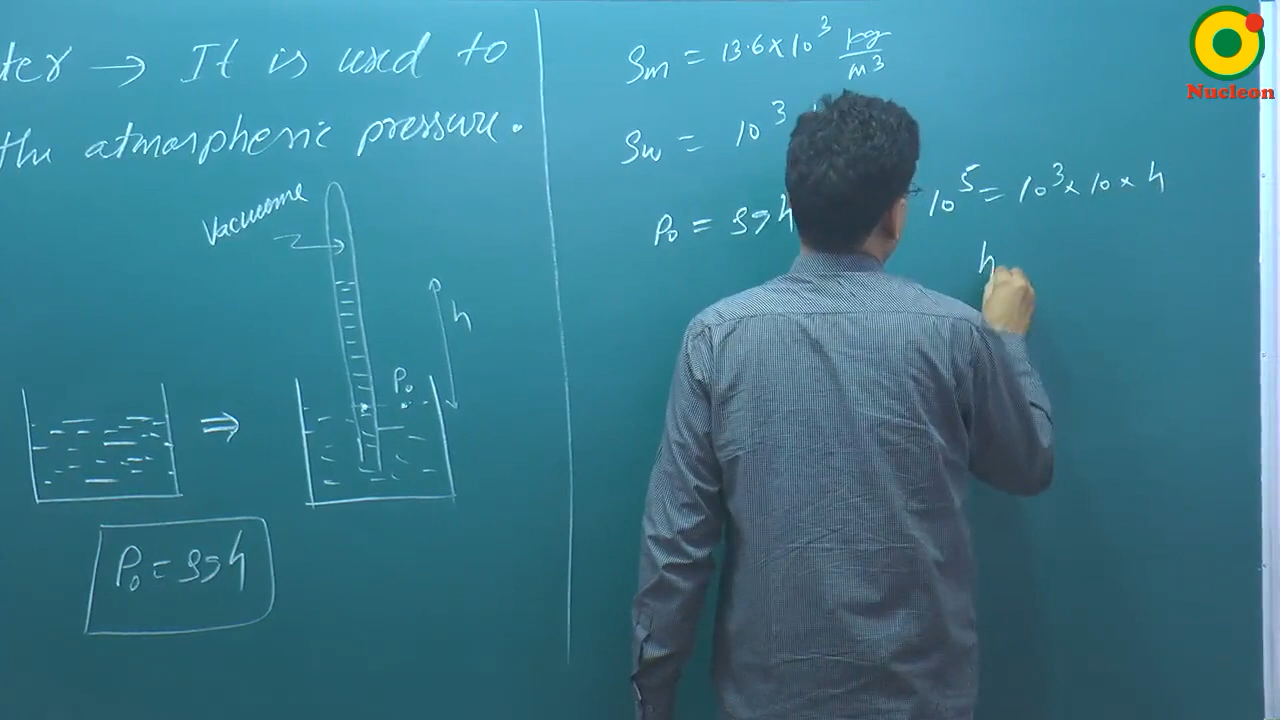 ter → It is used to
the atmospheric pressure.
Vacuume
h
P₀
P₀ = ρgh
ρm = 13.6 × 10³ kg/m³
ρw = 10³
P₀ = ρgh
10⁵ = 10³ × 10 × h
h
Nucleon